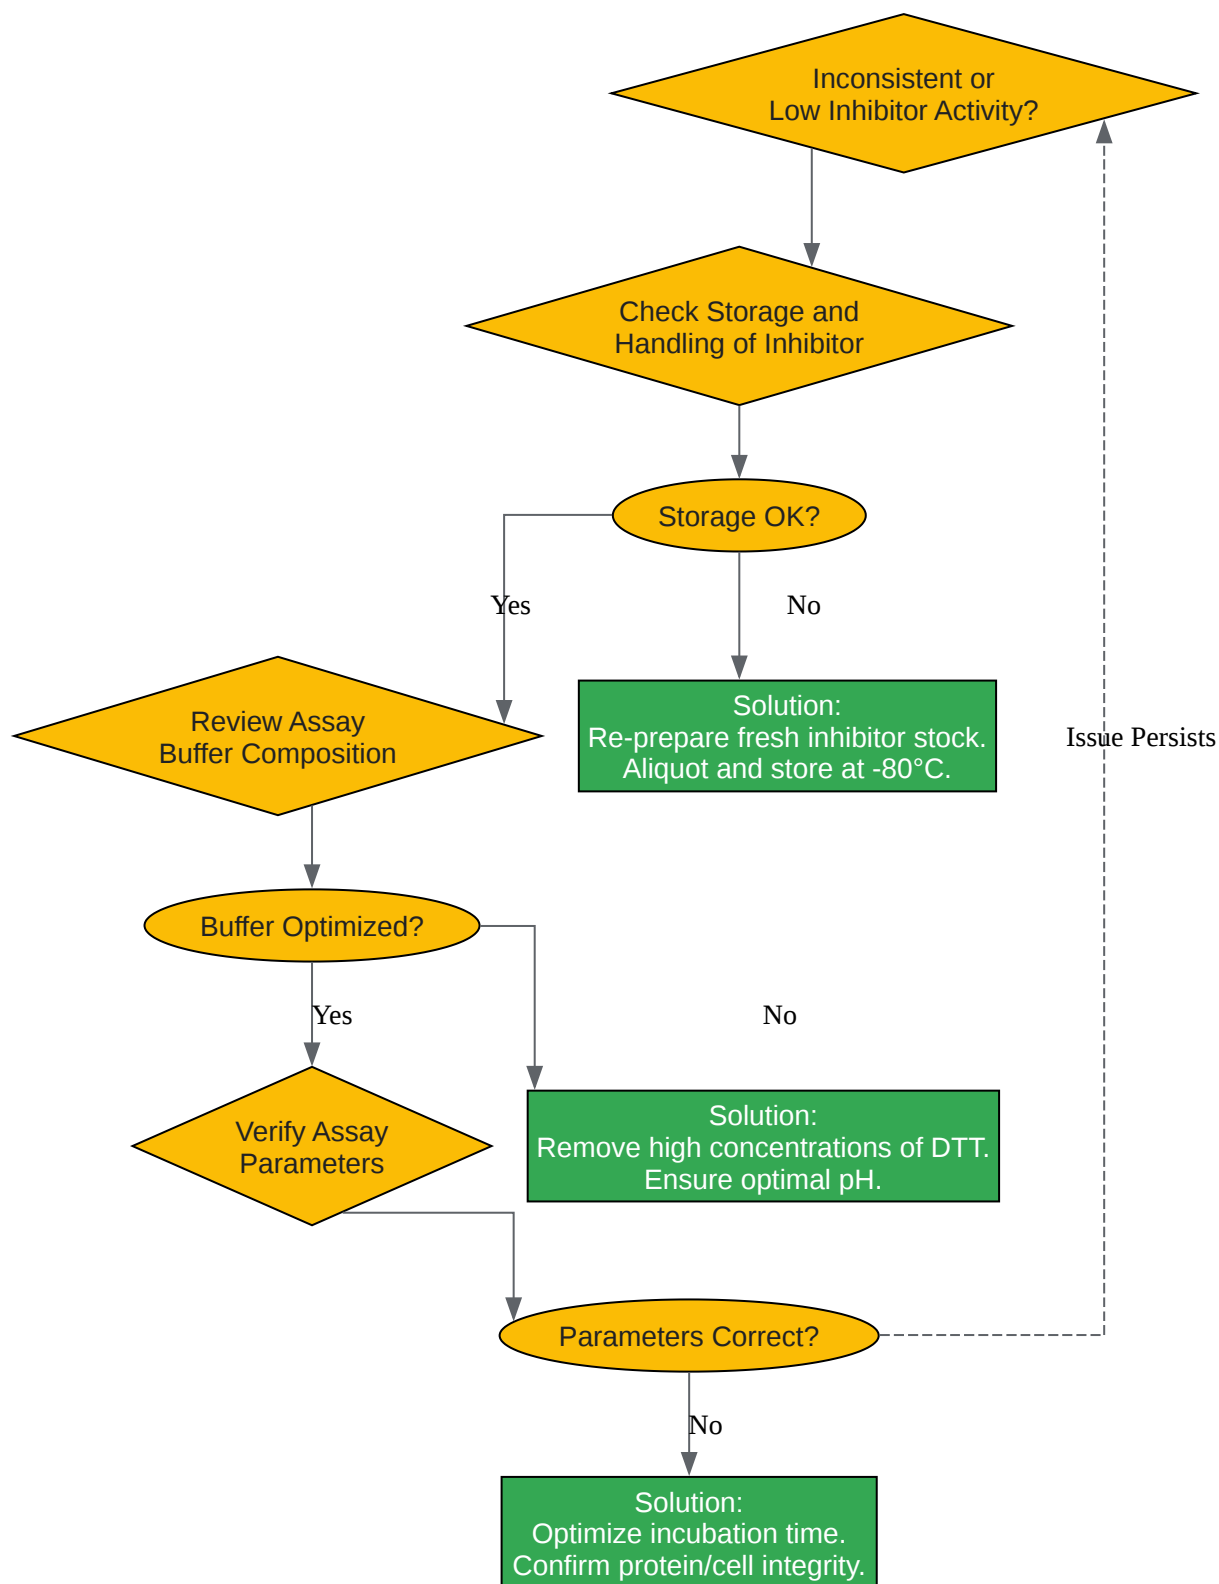 Inconsistent or
Low Inhibitor Activity?
Check Storage and
Handling of Inhibitor
Storage OK?
Yes
No
Solution:
Re-prepare fresh inhibitor stock.
Aliquot and store at -80°C.
Review Assay
Buffer Composition
Issue Persists
Buffer Optimized?
Yes
No
Solution:
Remove high concentrations of DTT.
Ensure optimal pH.
Verify Assay
Parameters
Parameters Correct?
No
Solution:
Optimize incubation time.
Confirm protein/cell integrity.